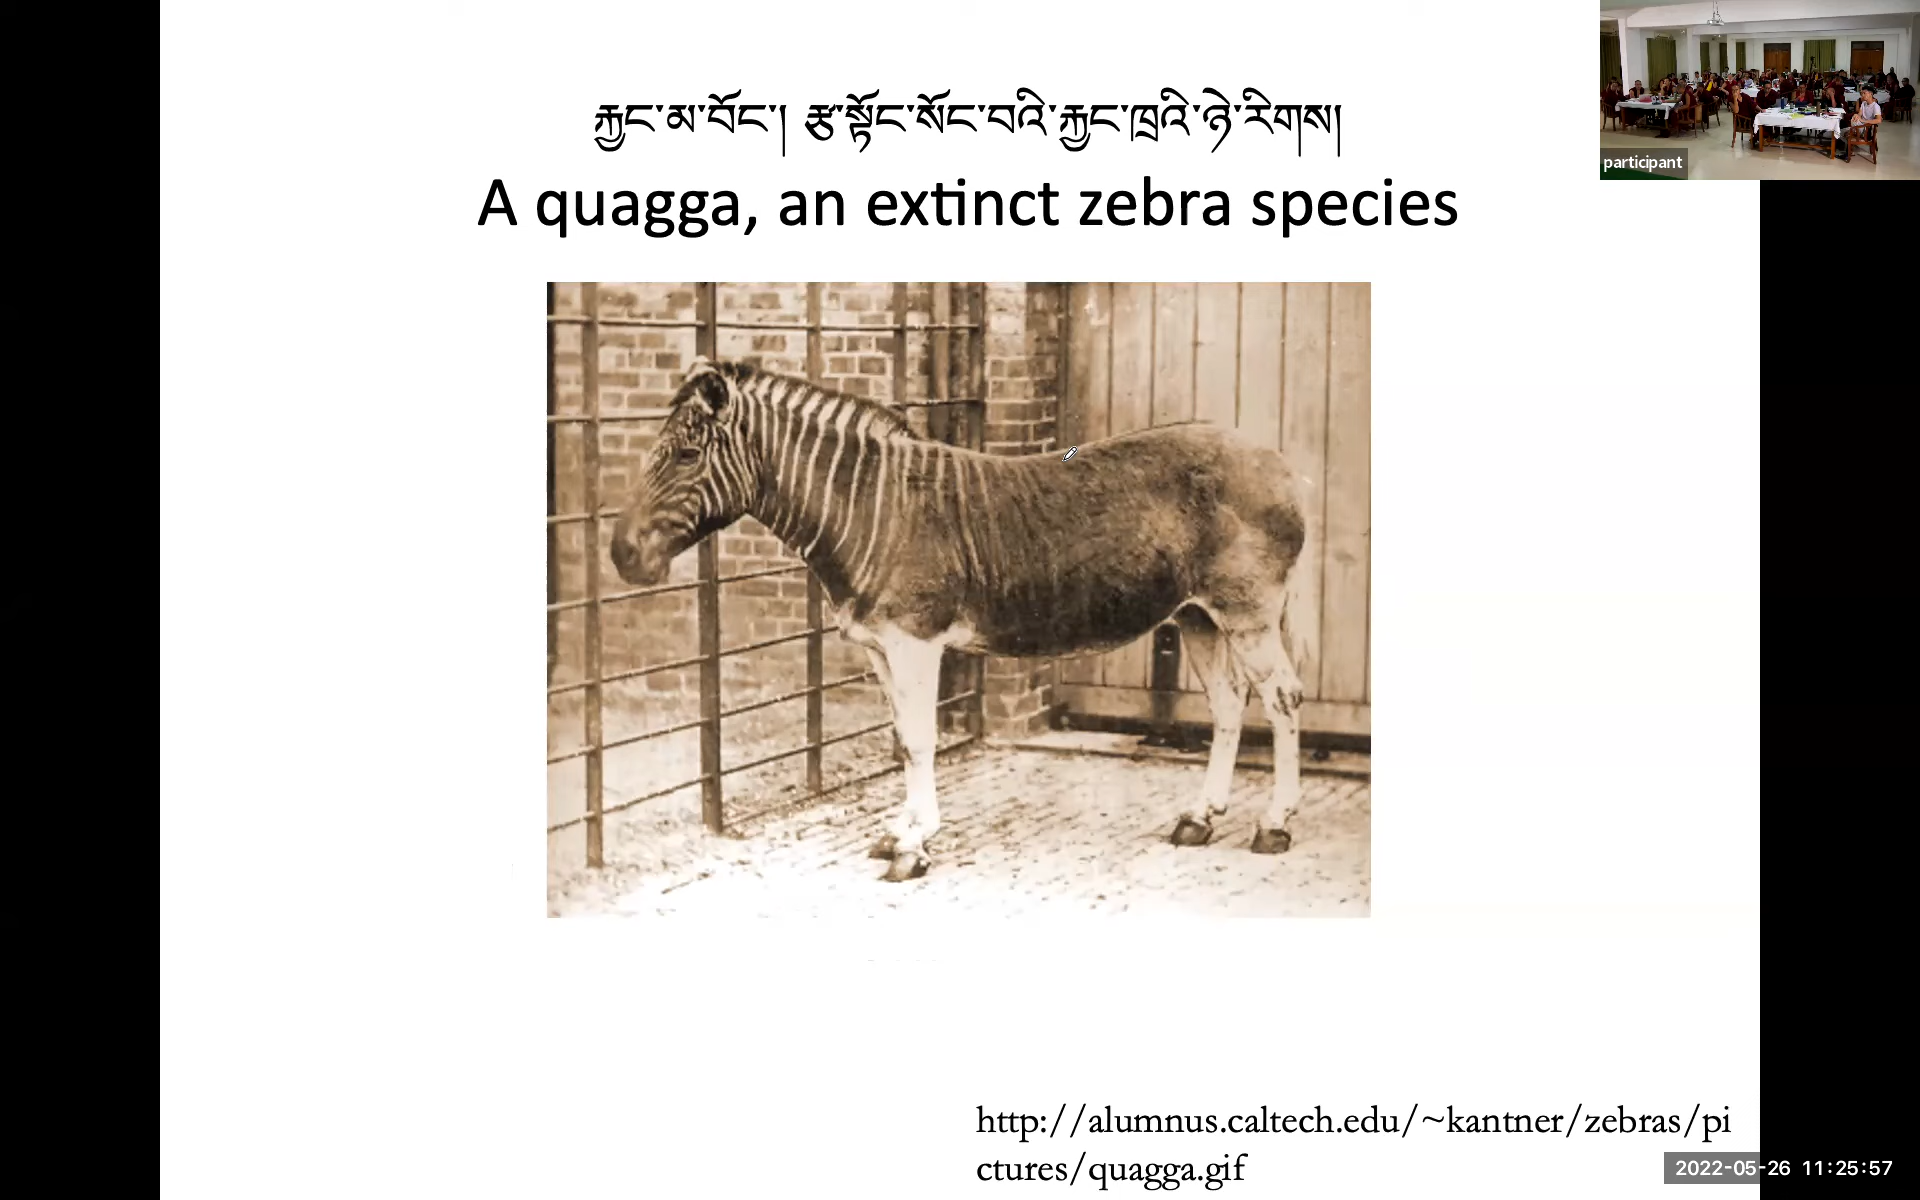 རྐྱང་མ་བོང་། རྩ་སྟོང་སོང་བའི་རྐྱང་ཁྲའི་ཉེ་རིགས།
A quagga, an extinct zebra species
participant
http://alumnus.caltech.edu/~kantner/zebras/pi
ctures/quagga.gif
2022-05-26 11:25:57